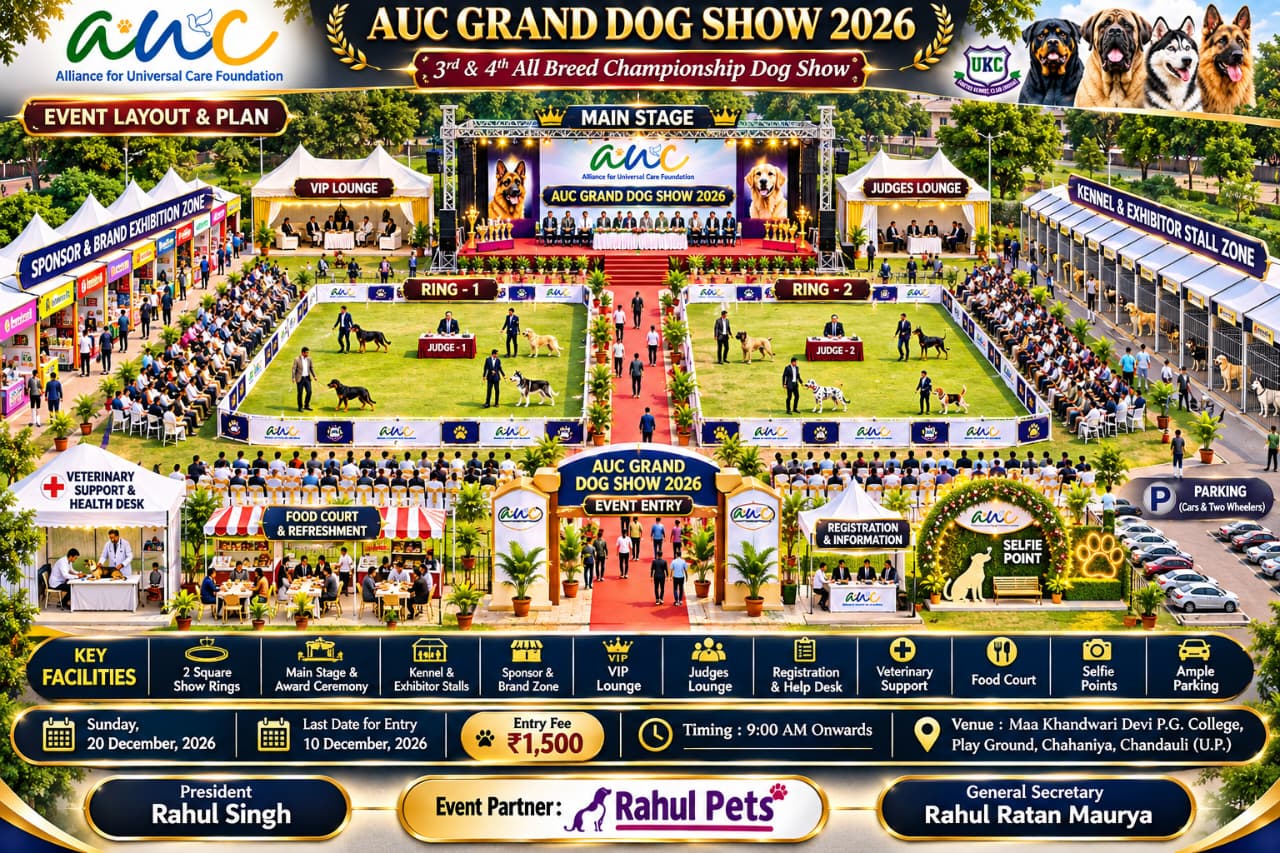 auc
Alliance for Universal Care Foundation
AUC GRAND DOG SHOW 2026
3rd & 4th All Breed Championship Dog Show
UKC
EVENT LAYOUT & PLAN
MAIN STAGE
auc
Alliance for Universal Care Foundation
AUC GRAND DOG SHOW 2026
VIP LOUNGE
JUDGES LOUNGE
SPONSOR & BRAND EXHIBITION ZONE
KENNEL & EXHIBITOR STALL ZONE
RING - 1
RING - 2
JUDGE - 1
JUDGE - 2
auc
auc
auc
auc
auc
auc
VETERINARY
SUPPORT &
HEALTH DESK
FOOD COURT
& REFRESHMENT
AUC GRAND
DOG SHOW 2026
EVENT ENTRY
auc
auc
REGISTRATION
& INFORMATION
auc
auc
SELFIE
POINT
P
PARKING
(Cars & Two Wheelers)
KEY
FACILITIES
2 Square
Show Rings
Main Stage &
Award Ceremony
Kennel &
Exhibitor Stalls
Sponsor &
Brand Zone
VIP
VIP
Lounge
Judges
Lounge
Registration
& Help Desk
Veterinary
Support
Food Court
Selfie
Points
Ample
Parking
Sunday,
20 December, 2026
Last Date for Entry
10 December, 2026
Entry Fee
₹1,500
Timing : 9:00 AM Onwards
Venue : Maa Khandwari Devi P.G. College,
Play Ground, Chahaniya, Chandauli (U.P.)
President
Rahul Singh
Event Partner:
Rahul Pets
General Secretary
Rahul Ratan Maurya